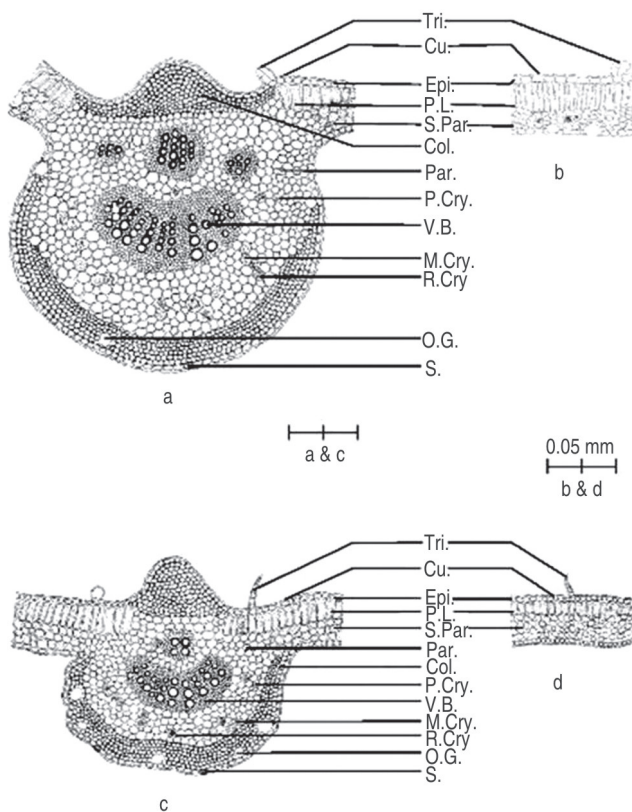 Tri.
Cu.
Epi.
P.L.
S.Par.
Col.
b
Par.
P.Cry.
V.B.
M.Cry.
R.Cry
O.G.
S.
a
a & c
0.05 mm
b & d
Tri.
Cu.
Epi.
P.L.
S.Par.
Par.
Col.
d
P.Cry.
V.B.
M.Cry.
R.Cry
O.G.
S.
c